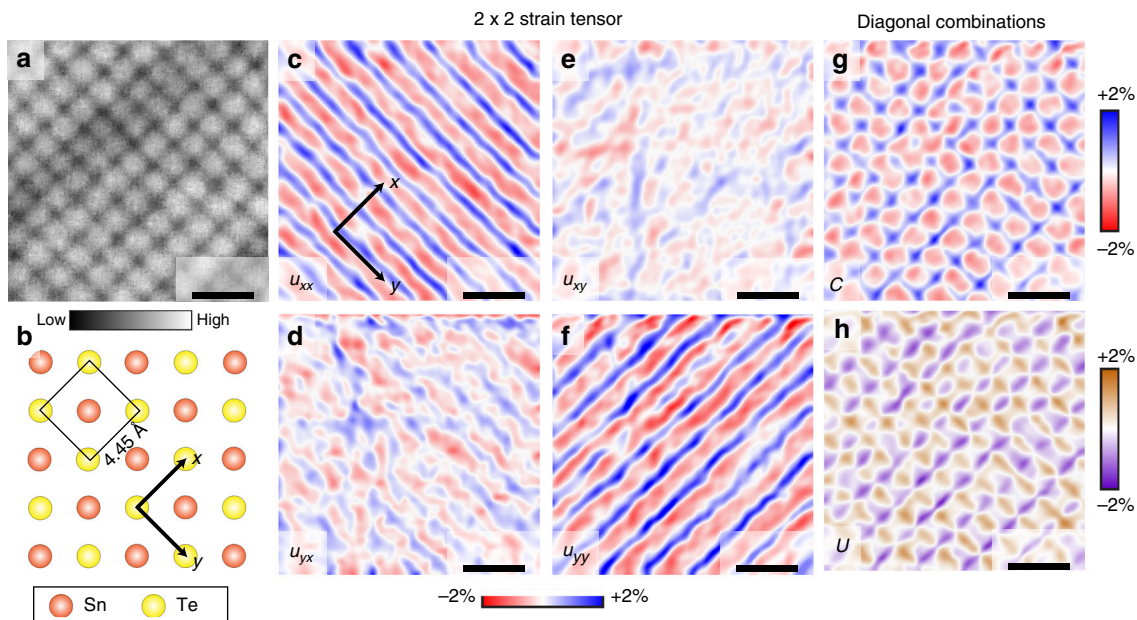 2 x 2 strain tensor
Diagonal combinations
a
c
x
y
u_xx
e
u_xy
g
C
+2%
−2%
Low
High
b
4.45 Å
x
y
Sn
Te
d
u_yx
f
u_yy
−2%
+2%
h
U
+2%
−2%